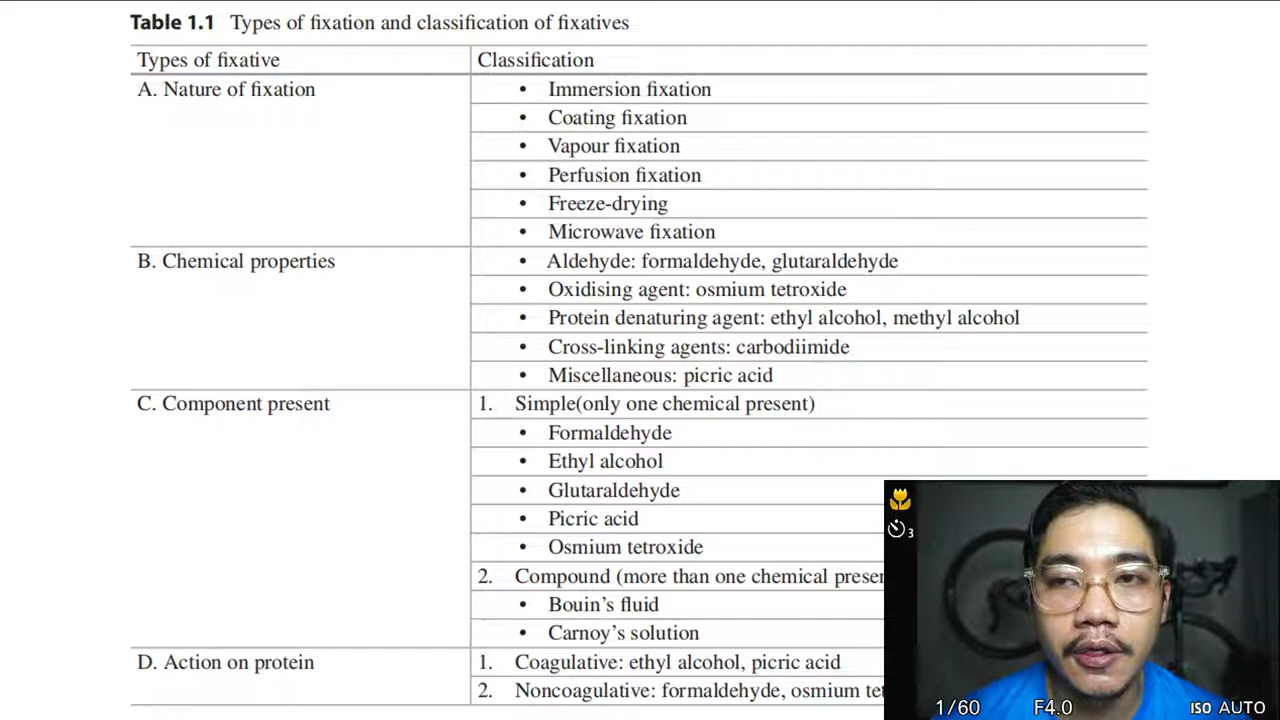 Table 1.1 Types of fixation and classification of fixatives
Types of fixative Classification
A. Nature of fixation • Immersion fixation
• Coating fixation
• Vapour fixation
• Perfusion fixation
• Freeze-drying
• Microwave fixation
B. Chemical properties • Aldehyde: formaldehyde, glutaraldehyde
• Oxidising agent: osmium tetroxide
• Protein denaturing agent: ethyl alcohol, methyl alcohol
• Cross-linking agents: carbodiimide
• Miscellaneous: picric acid
C. Component present 1. Simple(only one chemical present)
• Formaldehyde
• Ethyl alcohol
• Glutaraldehyde
• Picric acid
• Osmium tetroxide
2. Compound (more than one chemical
• Bouin's fluid
• Carnoy's solution
D. Action on protein 1. Coagulative: ethyl alcohol, picric acid
2. Noncoagulative: formaldehyde, osmium
3
1/60 F4.0 ISO AUTO